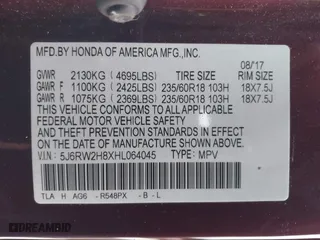 MFD.BY HONDA OF AMERICA MFG.,INC.
08/'17
GVWR 2130KG (4695LBS) TIRE SIZE RIM SIZE
GAWR F 1100KG (2425LBS) 235/60R18 103H 18X7.5J
GAWR R 1075KG (2369LBS) 235/60R18 103H 18X7.5J
THIS VEHICLE CONFORMS TO ALL APPLICABLE
FEDERAL MOTOR VEHICLE SAFETY AND THEFT
PREVENTION STANDARDS IN EFFECT ON THE DATE
OF MANUFACTURE SHOWN ABOVE.
V.I.N: 5J6RW2H8XHL064045 TYPE: MPV
TLA H AG6 - R548PX - B - L
DREAMBID